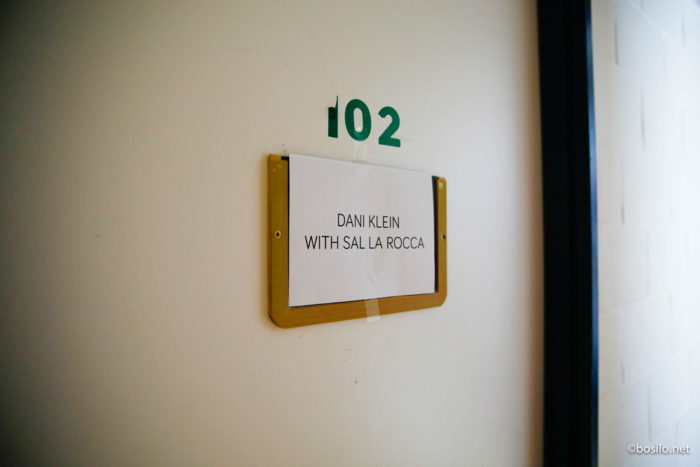 102
DANI KLEIN
WITH SAL LA ROCCA
©bosilo.net